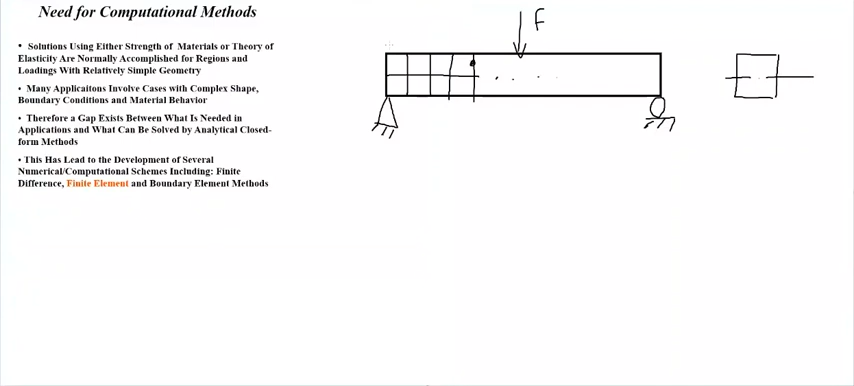 Need for Computational Methods
• Solutions Using Either Strength of Materials or Theory of
Elasticity Are Normally Accomplished for Regions and
Loadings With Relatively Simple Geometry
• Many Applicaitons Involve Cases with Complex Shape,
Boundary Conditions and Material Behavior
• Therefore a Gap Exists Between What Is Needed in
Applications and What Can Be Solved by Analytical Closed-
form Methods
• This Has Lead to the Development of Several
Numerical/Computational Schemes Including: Finite
Difference, Finite Element and Boundary Element Methods
F